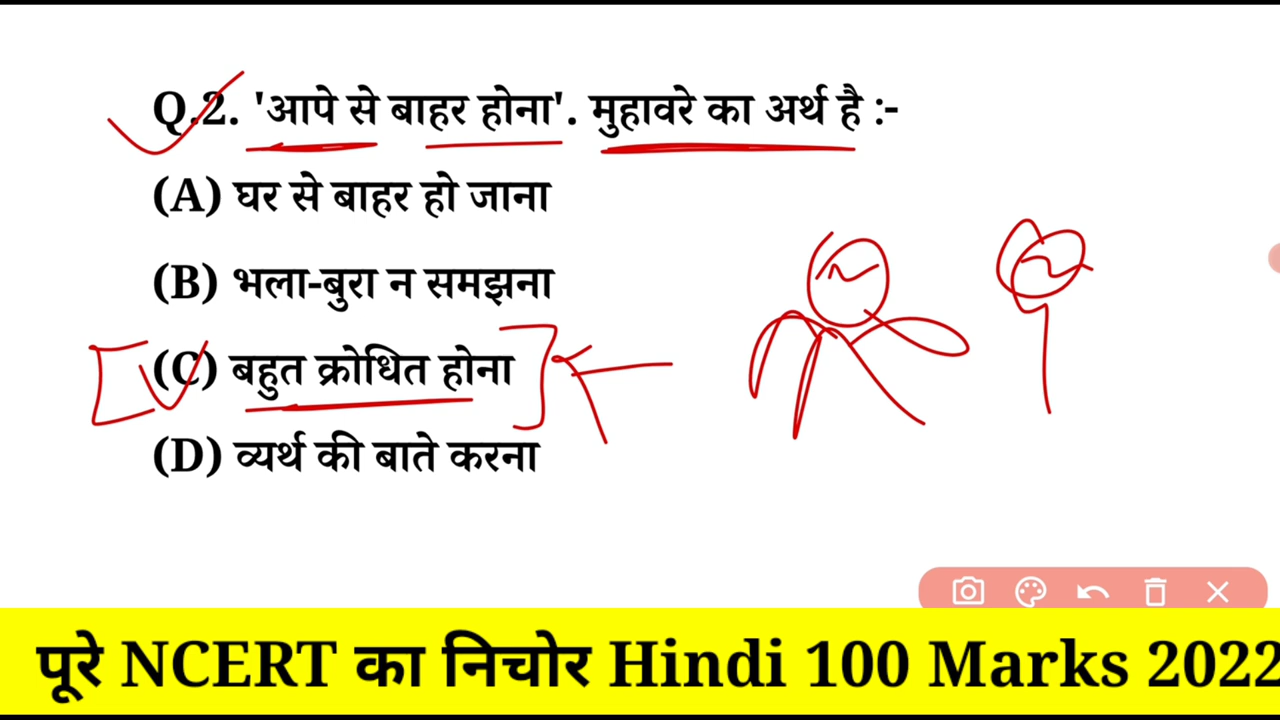 Q.2. 'आपे से बाहर होना'. मुहावरे का अर्थ है :-
(A) घर से बाहर हो जाना
(B) भला-बुरा न समझना
(C) बहुत क्रोधित होना
(D) व्यर्थ की बाते करना
पूरे NCERT का निचोर Hindi 100 Marks 2022